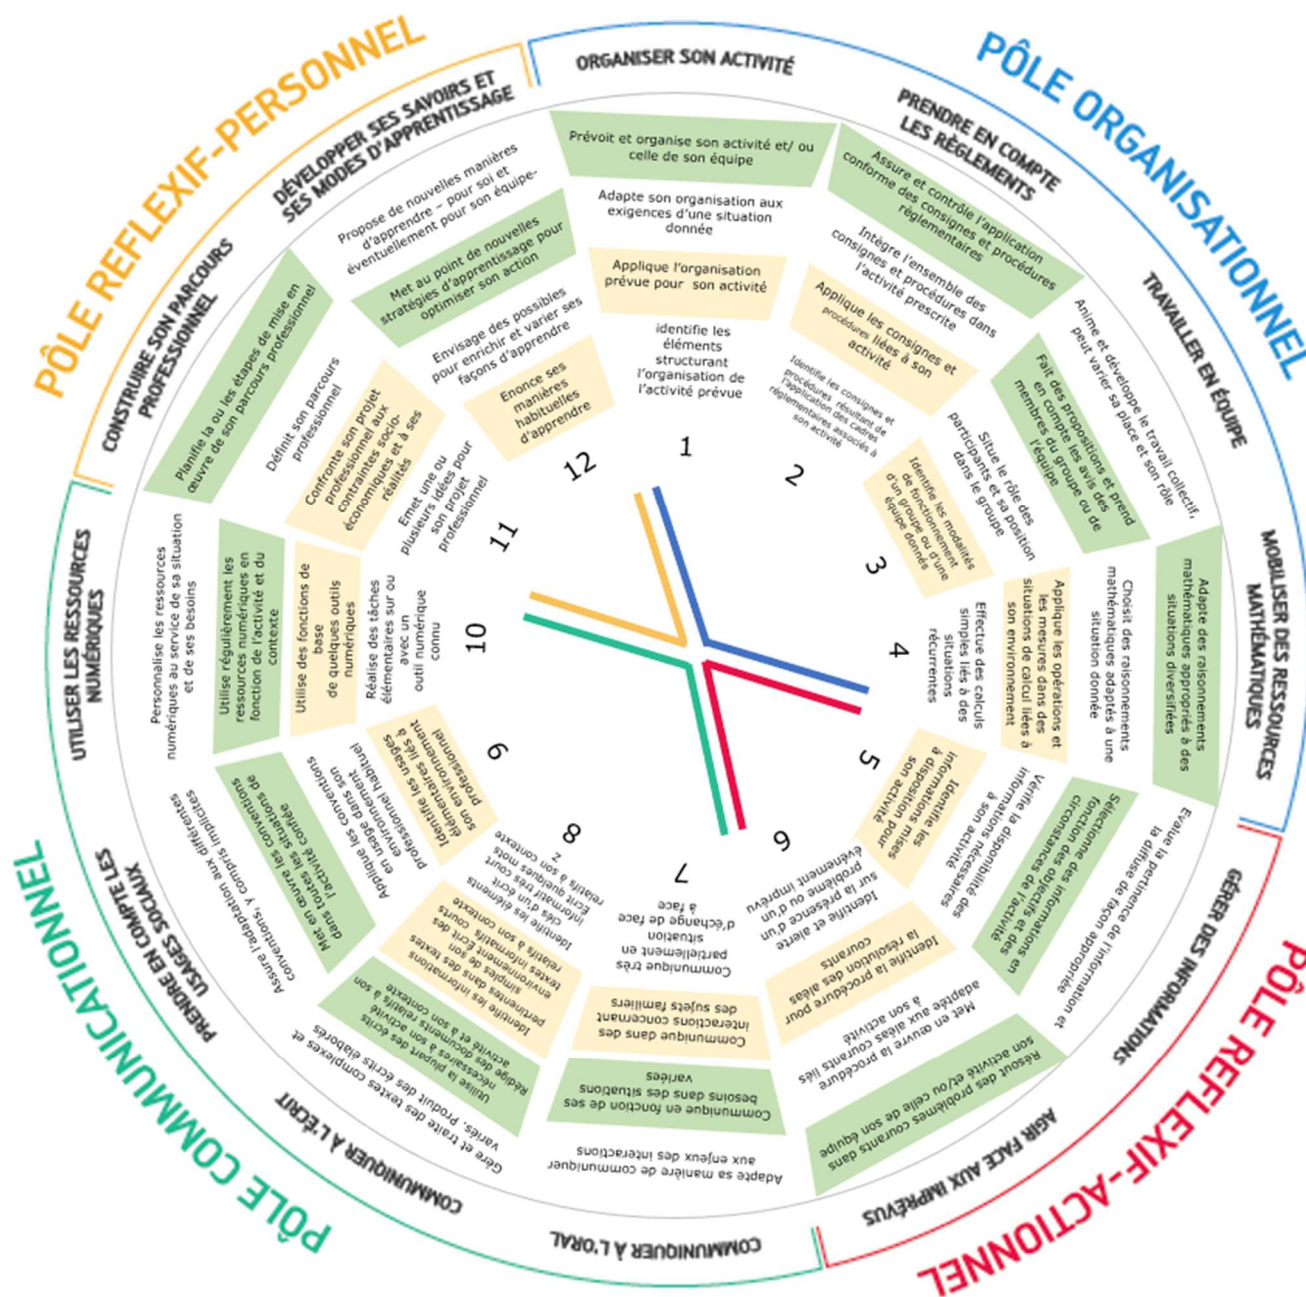 PÔLE ORGANISATIONNEL
ORGANISER SON ACTIVITÉ
Prévoit et organise son activité et/ ou
celle de son équipe
Adapte son organisation aux
exigences d’une situation
donnée
Applique l’organisation
prévue pour son activité
identifie les
éléments
structurant
l’organisation de
l’activité prévue
1
PRENDRE EN COMPTE
LES RÈGLEMENTS
Assure et contrôle l’application
conforme des consignes et procédures
règlementaires
Intègre l’ensemble des
consignes et procédures dans
l’activité prescrite
Applique les consignes et
procédures liées à son
activité
Identifie les consignes et
procédures résultant de
l’application des cadres
réglementaires associés à
son activité
2
TRAVAILLER EN ÉQUIPE
Anime et développe le travail collectif,
peut varier sa place et son rôle
Fait des propositions et prend
en compte les avis des
membres du groupe ou de
l’équipe
Situe le rôle des
participants et sa position
dans le groupe
Identifie les modalités
de fonctionnement
d’un groupe ou d’une
équipe donnés
3
MOBILISER DES RESSOURCES
MATHÉMATIQUES
Adapte des raisonnements
mathématiques appropriés à des
situations diversifiées
Choisit des raisonnements
mathématiques adaptés à une
situation donnée
Applique les opérations et
les mesures dans des
situations de calcul liées à
son environnement
Effectue des calculs
simples liés à des
situations
récurrentes
4
PÔLE REFLEXIF-ACTIONNEL
GÉRER DES INFORMATIONS
Evalue la pertinence de l’information et
la diffuse de façon appropriée
Sélectionne des informations en
fonction des objectifs et des
circonstances de l’activité
Vérifie la disponibilité des
informations nécessaires
à son activité
Identifie les
informations mises
à disposition pour
son activité
5
AGIR FACE AUX IMPRÉVUS
Résout des problèmes courants dans
son activité et/ou de celle de son équipe
Met en œuvre la procédure
adaptée aux aléas courants liés
à son activité
Identifie la procédure pour
la résolution des aléas
courants
Identifie et alerte
sur la présence d’un
problème ou d’un
événement imprévu
6
PÔLE COMMUNICATIONNEL
COMMUNIQUER À L’ORAL
Adapte sa manière de communiquer
aux enjeux des interactions
Communique en fonction de ses
besoins dans des situations
variées
Communique dans des
interactions concernant
des sujets familiers
Communique très
partiellement en
situation
d’échange de face
à face
7
COMMUNIQUER À L’ÉCRIT
Gère et traite des textes complexes et
variés. Produit des écrits élaborés
Utilise la plupart des écrits
nécessaires à son activité
Rédige des documents relatifs à son
activité et à son contexte
Identifie les informations
pertinentes dans des textes
simples de son
environnement Écrit des
textes informatifs courts
relatifs à son contexte
Identifie les éléments
clés d’un écrit
informatif très court
Écrit quelques mots
relatifs à son contexte
z
8
PRENDRE EN COMPTE LES
USAGES SOCIAUX
Assure l’adaptation aux différentes
conventions, y compris implicites
Met en œuvre les conventions
dans toutes les situations de
l’activité confiée
Applique les conventions
en usage dans son
environnement
professionnel habituel
Identifie les usages
élémentaires liés à
son environnement
professionnel
9
UTILISER LES RESSOURCES
NUMÉRIQUES
Personnalise les ressources
numériques au service de sa situation
et de ses besoins
Utilise régulièrement les
ressources numériques en
fonction de l’activité et du
contexte
Utilise des fonctions de
base
de quelques outils
numériques
Réalise des tâches
élémentaires sur ou
avec un
outil numérique
connu
10
PÔLE REFLEXIF-PERSONNEL
CONSTRUIRE SON PARCOURS
PROFESSIONNEL
Planifie la ou les étapes de mise en
œuvre de son parcours professionnel
Définit son parcours
professionnel
Confronte son projet
professionnel aux
contraintes socio-
économiques et à ses
réalités
Emet une ou
plusieurs idées pour
son projet
professionnel
11
DÉVELOPPER SES SAVOIRS ET
SES MODES D’APPRENTISSAGE
Propose de nouvelles manières
d’apprendre – pour soi et
éventuellement pour son équipe-
Met au point de nouvelles
stratégies d’apprentissage pour
optimiser son action
Envisage des possibles
pour enrichir et varier ses
façons d’apprendre
Enonce ses
manières
habituelles
d’apprendre
12